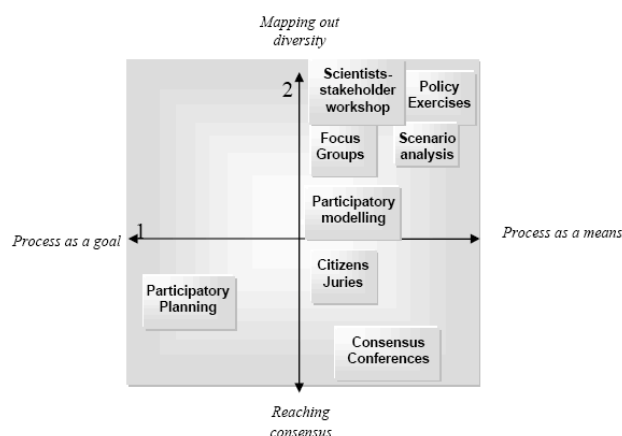 Mapping out
diversity
2
Scientists-
stakeholder
workshop
Policy
Exercises
Focus
Groups
Scenario
analysis
Participatory
modelling
Process as a goal
1
Process as a means
Citizens
Juries
Participatory
Planning
Consensus
Conferences
Reaching
consensus